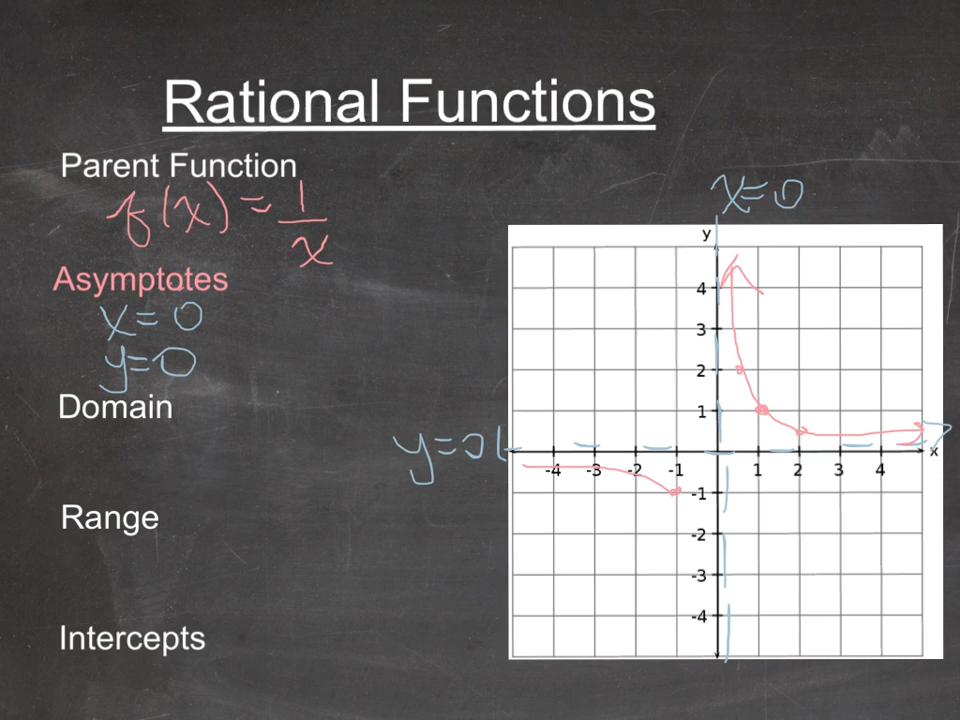 Rational Functions
Parent Function
f(x) = 1/x
x=0
Asymptotes
x=0
y=0
Domain
y=0
Range
Intercepts
y
4
3
2
1
-4 -3 -2 -1 1 2 3 4 x
-1
-2
-3
-4